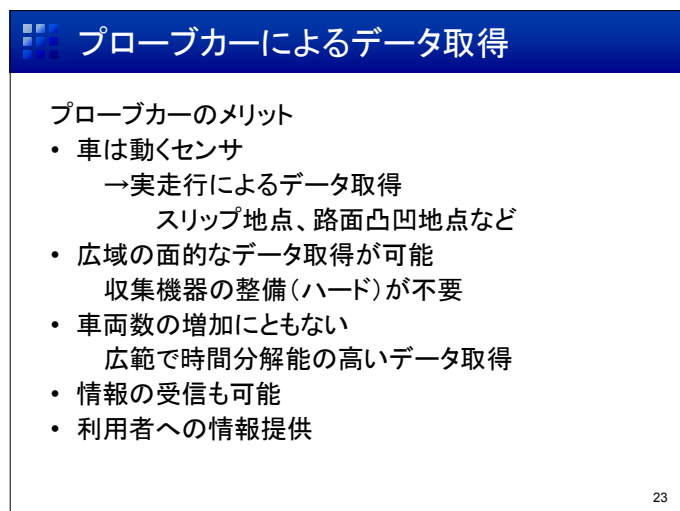 プローブカーによるデータ取得
プローブカーのメリット
• 車は動くセンサ
→実走行によるデータ取得
スリップ地点、路面凸凹地点など
• 広域の面的なデータ取得が可能
収集機器の整備（ハード）が不要
• 車両数の増加にともない
広範で時間分解能の高いデータ取得
• 情報の受信も可能
• 利用者への情報提供
23